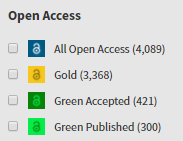 Open Access
All Open Access (4,089)
Gold (3,368)
Green Accepted (421)
Green Published (300)